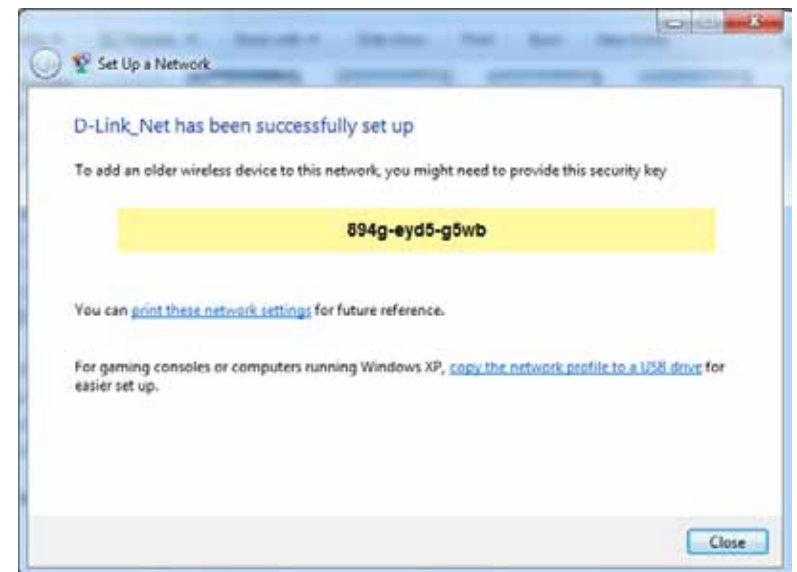 Set Up a Network
D-Link_Net has been successfully set up
To add an older wireless device to this network, you might need to provide this security key
894g-eyd5-g5wb
You can print these network settings for future reference.
For gaming consoles or computers running Windows XP, copy the network profile to a USB drive for
easier set up.
Close